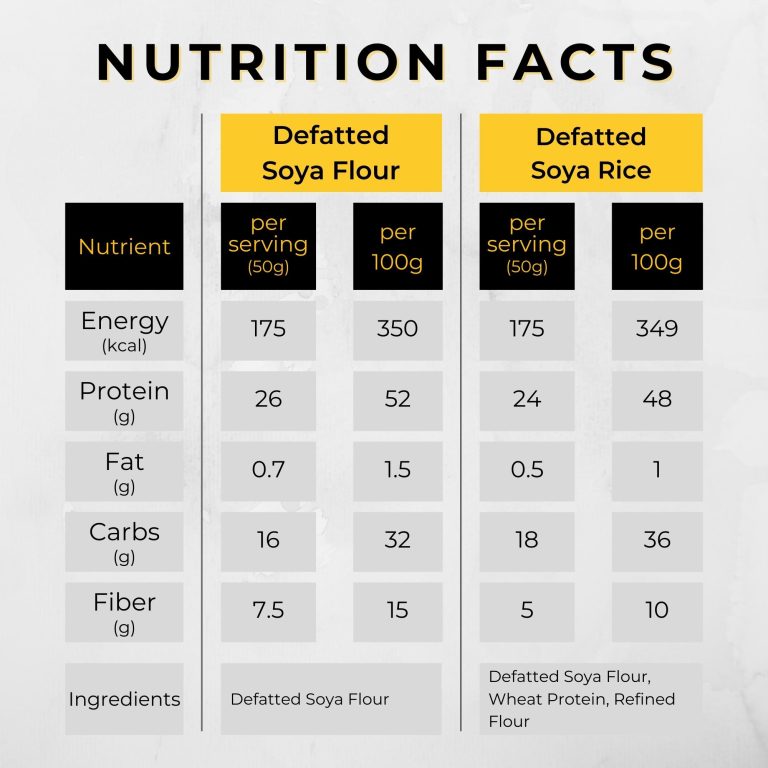 NUTRITION FACTS
Defatted
Soya Flour
Defatted
Soya Rice
Nutrient
per
serving
(50g)
per
100g
per
serving
(50g)
per
100g
Energy
(kcal)
175
350
175
349
Protein
(g)
26
52
24
48
Fat
(g)
0.7
1.5
0.5
1
Carbs
(g)
16
32
18
36
Fiber
(g)
7.5
15
5
10
Ingredients
Defatted Soya Flour
Defatted Soya Flour,
Wheat Protein, Refined
Flour